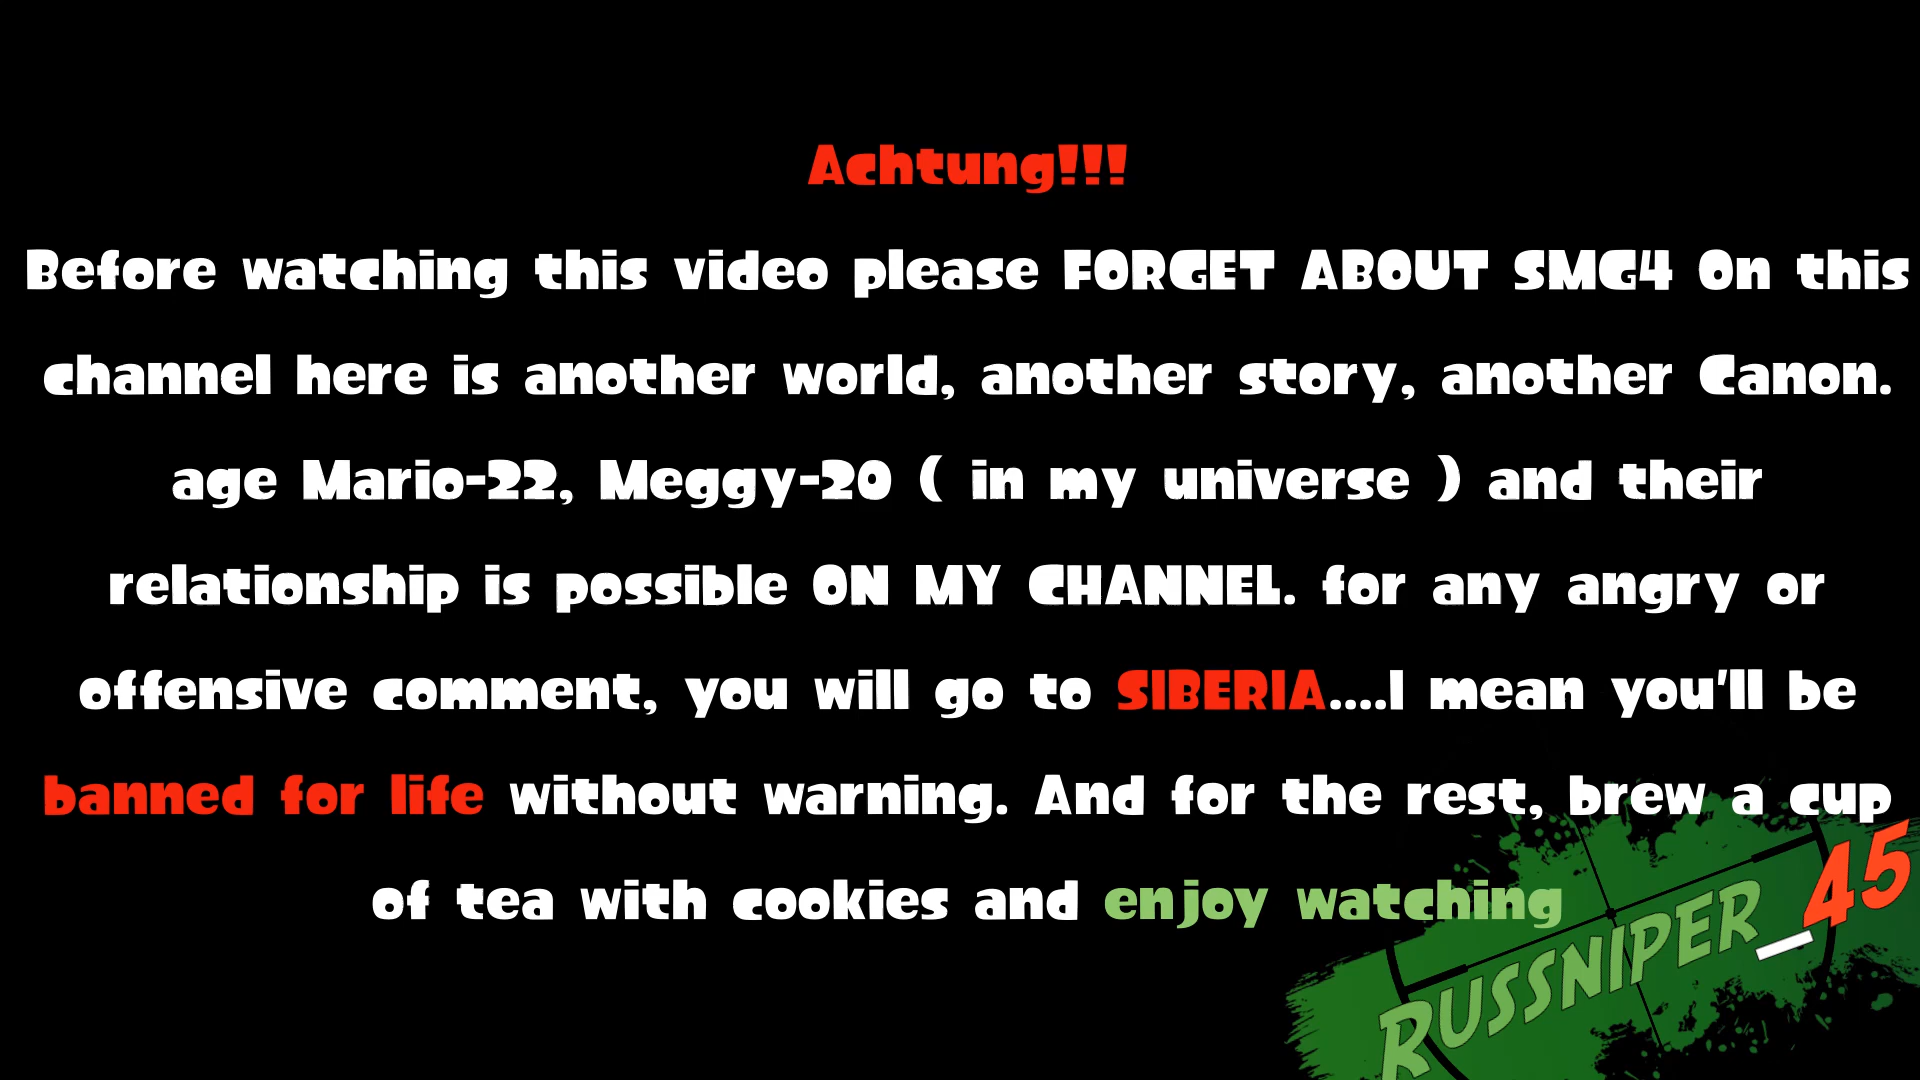 Achtung!!!
Before watching this video please FORGET ABOUT SMG4 On this
channel here is another world, another story, another Canon.
age Mario-22, Meggy-20 ( in my universe ) and their
relationship is possible ON MY CHANNEL. for any angry or
offensive comment, you will go to SIBERIA....I mean you'll be
banned for life without warning. And for the rest, brew a cup
of tea with cookies and enjoy watching
RUSSNIPER_45